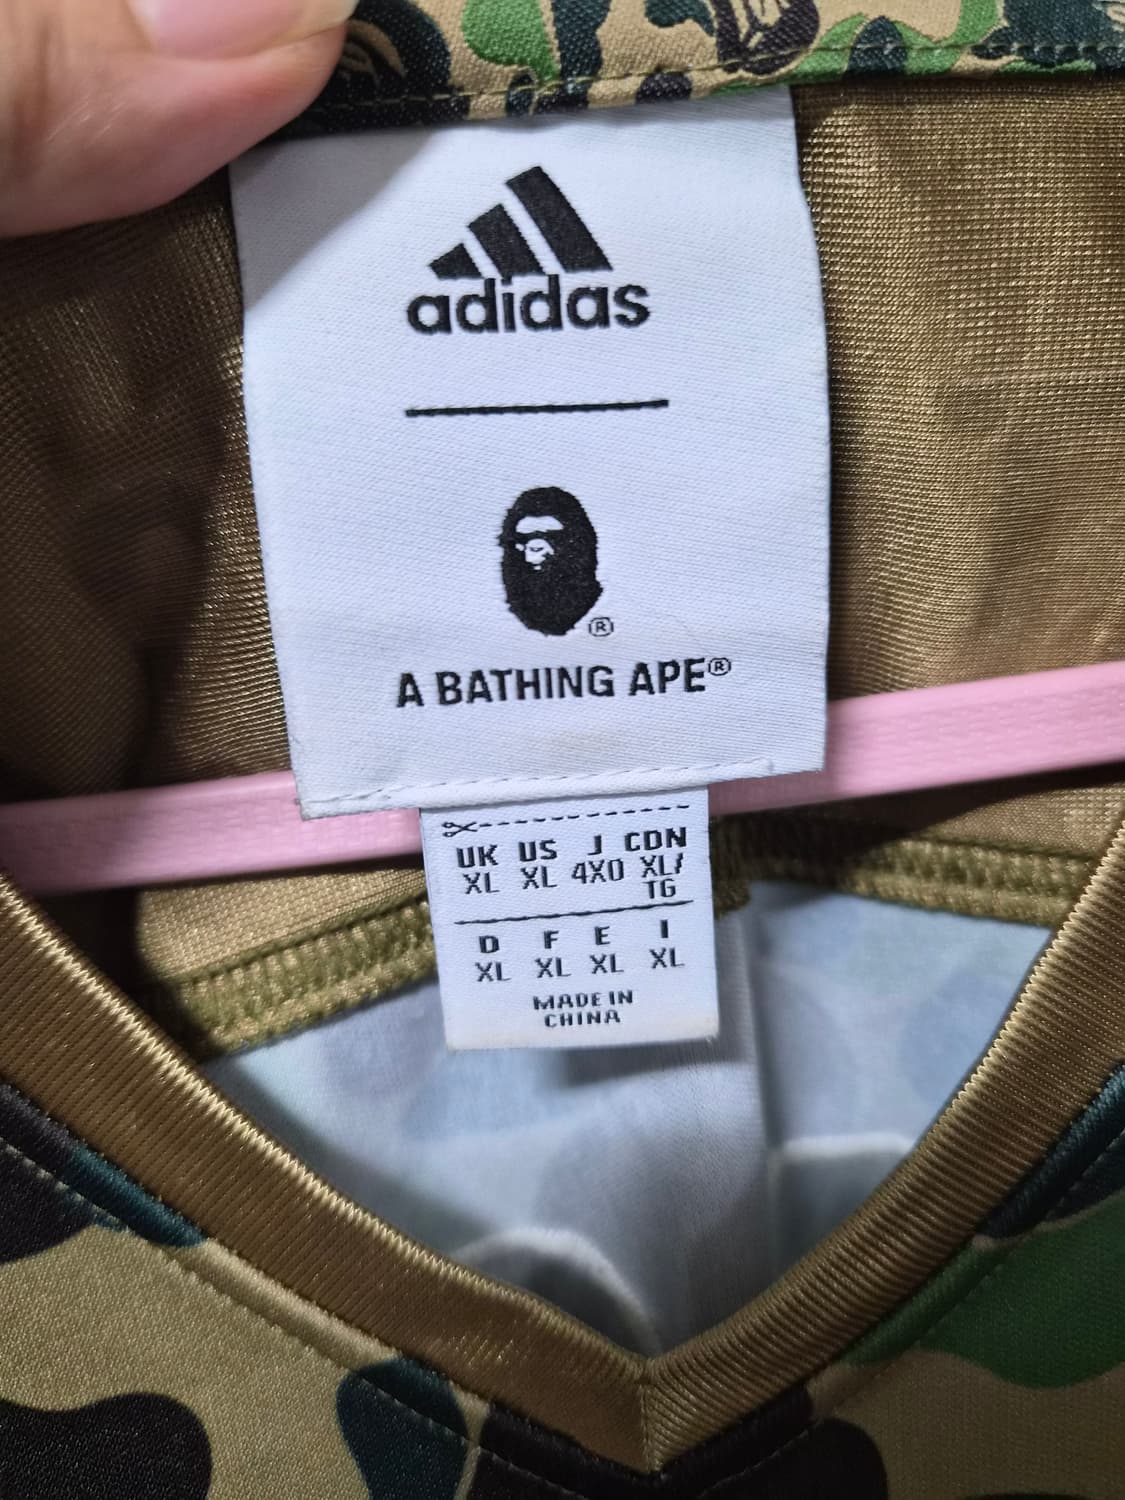 adidas
®
A BATHING APE®
UK US J CDN
XL XL 4XO XL/
TG
D F E I
XL XL XL XL
MADE IN
CHINA